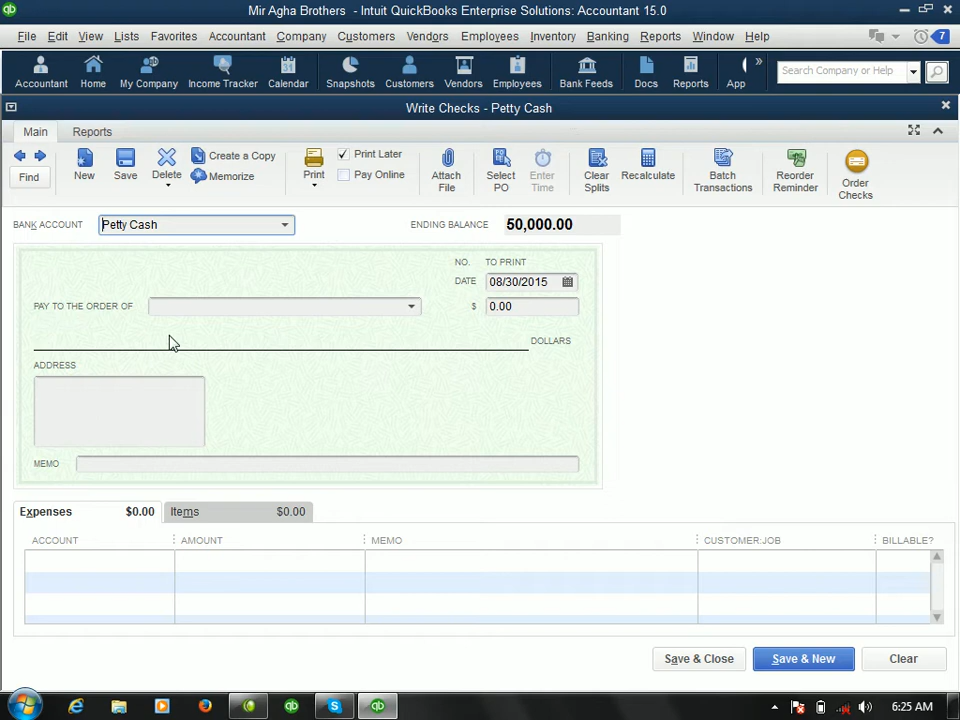 Mir Agha Brothers - Intuit QuickBooks Enterprise Solutions: Accountant 15.0
File Edit View Lists Favorites Accountant Company Customers Vendors Employees Inventory Banking Reports Window Help 7
Accountant Home My Company Income Tracker Calendar Snapshots Customers Vendors Employees Bank Feeds Docs Reports App » Search Company or Help
Write Checks - Petty Cash
Main Reports
Find New Save Delete Create a Copy Memorize Print Print Later Pay Online Attach File Select PO Enter Time Clear Splits Recalculate Batch Transactions Reorder Reminder Order Checks
BANK ACCOUNT Petty Cash ENDING BALANCE 50,000.00
NO. TO PRINT
DATE 08/30/2015
PAY TO THE ORDER OF $ 0.00
DOLLARS
ADDRESS
MEMO
Expenses $0.00 Items $0.00
ACCOUNT AMOUNT MEMO CUSTOMER:JOB BILLABLE?
Save & Close Save & New Clear
6:25 AM